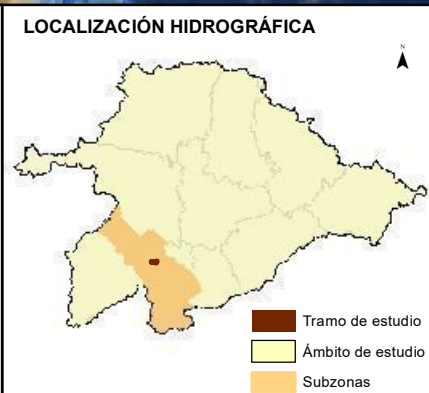 LOCALIZACIÓN HIDROGRÁFICA
N
Tramo de estudio
Ámbito de estudio
Subzonas